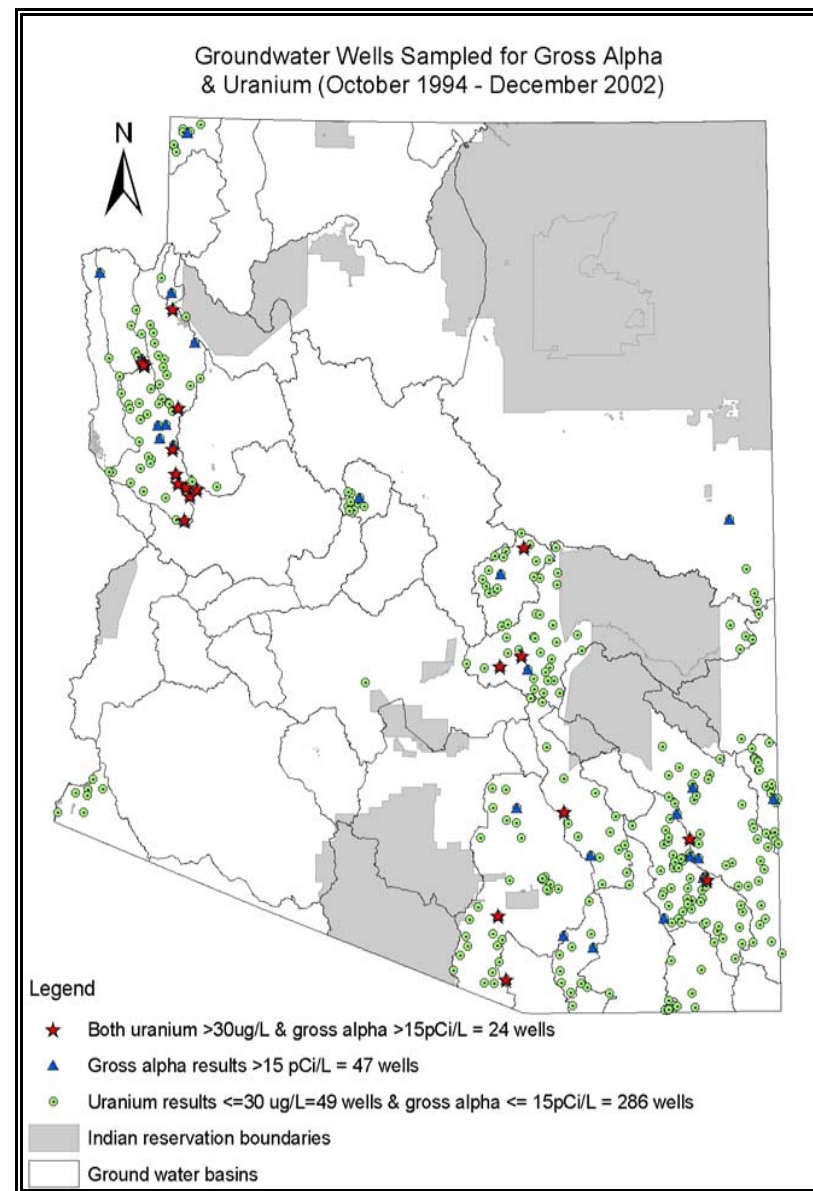 Groundwater Wells Sampled for Gross Alpha
& Uranium (October 1994 - December 2002)
N
Legend
Both uranium >30ug/L & gross alpha >15pCi/L = 24 wells
Gross alpha results >15 pCi/L = 47 wells
Uranium results <=30 ug/L=49 wells & gross alpha <= 15pCi/L = 286 wells
Indian reservation boundaries
Ground water basins